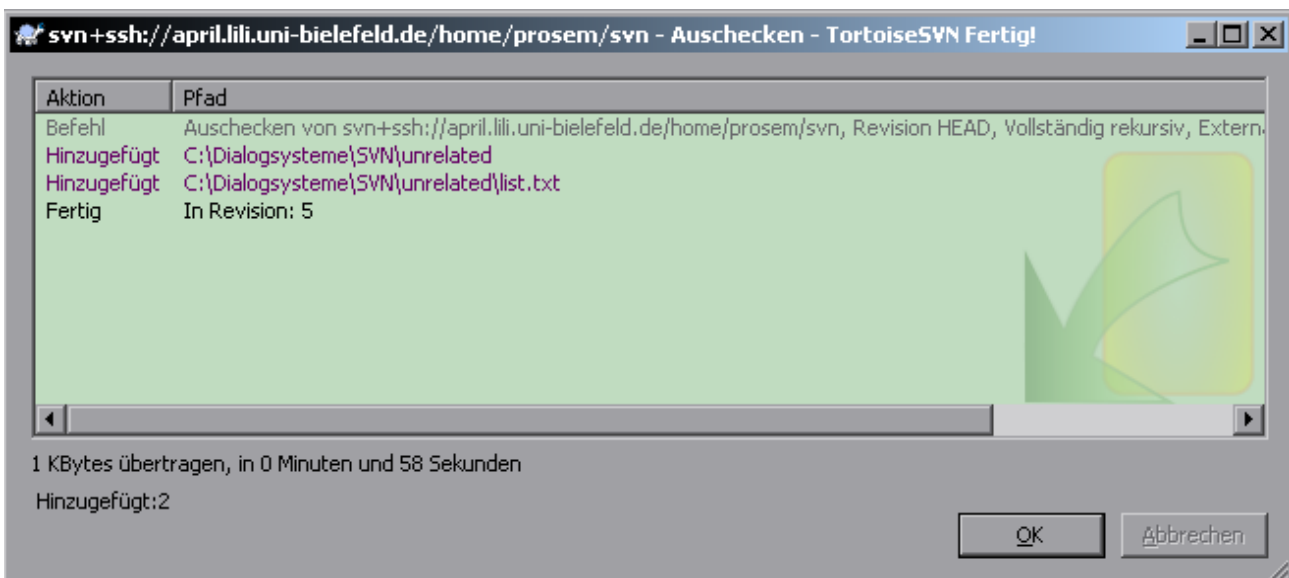 svn+ssh://april.lili.uni-bielefeld.de/home/prosem/svn - Auschecken - TortoiseSVN Fertig!
Aktion Pfad
Befehl Auschecken von svn+ssh://april.lili.uni-bielefeld.de/home/prosem/svn, Revision HEAD, Vollständig rekursiv, Extern
Hinzugefügt C:\Dialogsysteme\SVN\unrelated
Hinzugefügt C:\Dialogsysteme\SVN\unrelated\list.txt
Fertig In Revision: 5
1 KBytes übertragen, in 0 Minuten und 58 Sekunden
Hinzugefügt:2
OK Abbrechen